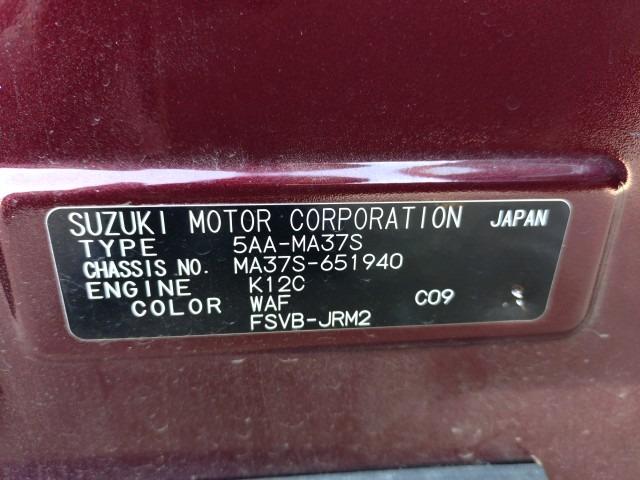 SUZUKI MOTOR CORPORATION JAPAN
TYPE 5AA-MA37S
CHASSIS NO. MA37S-651940
ENGINE K12C
COLOR WAF C09
FSVB-JRM2